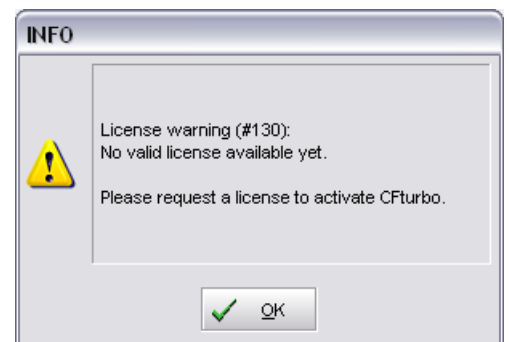 INFO
License warning (#130):
No valid license available yet.
Please request a license to activate CFturbo.
OK